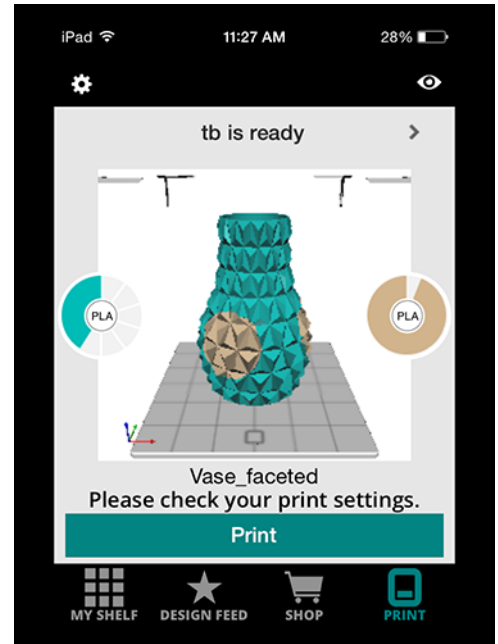 iPad 11:27 AM 28%
tb is ready
PLA PLA
Vase_faceted
Please check your print settings.
Print
MY SHELF DESIGN FEED SHOP PRINT